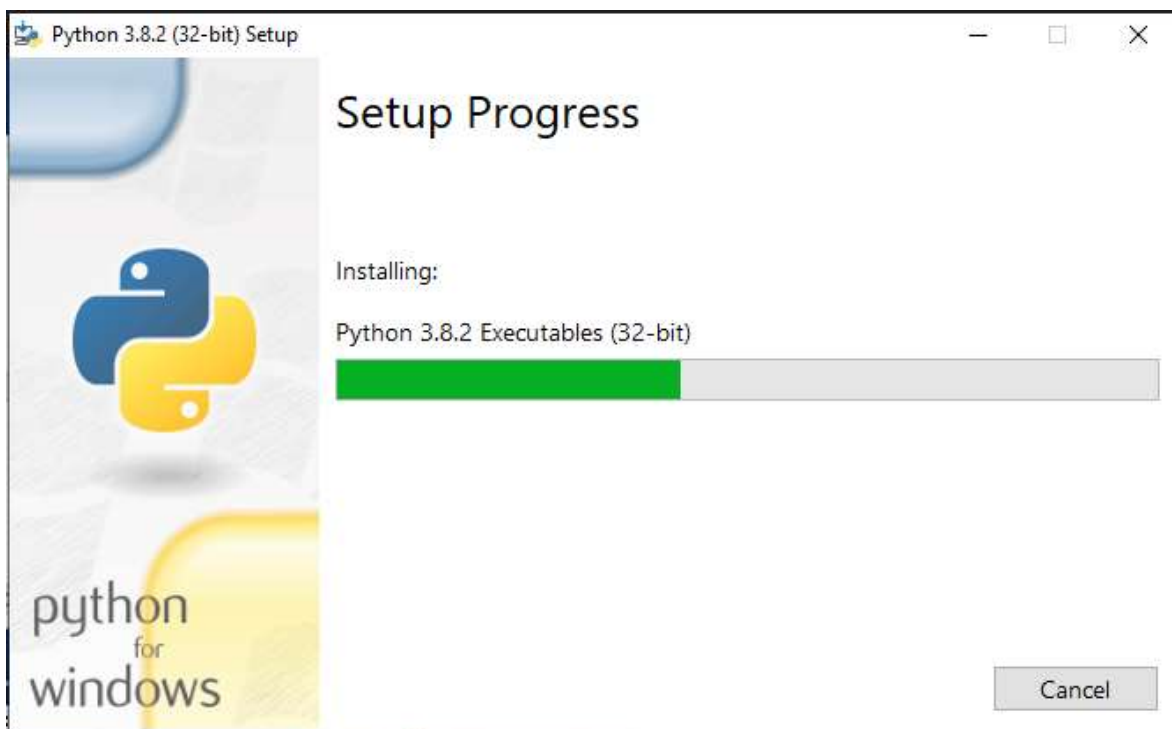 Python 3.8.2 (32-bit) Setup
Setup Progress
Installing:
Python 3.8.2 Executables (32-bit)
python
for
windows
Cancel